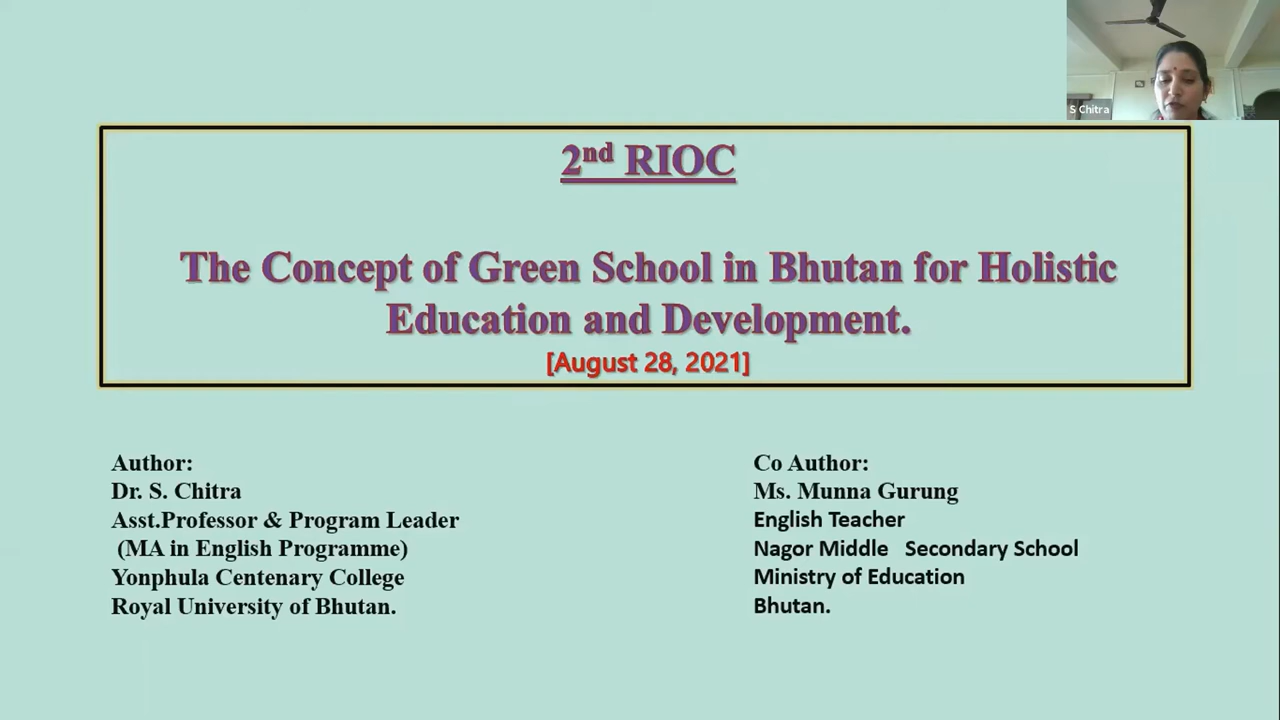 S Chitra
2nd RIOC
The Concept of Green School in Bhutan for Holistic
Education and Development.
[August 28, 2021]
Author:
Dr. S. Chitra
Asst.Professor & Program Leader
(MA in English Programme)
Yonphula Centenary College
Royal University of Bhutan.
Co Author:
Ms. Munna Gurung
English Teacher
Nagor Middle Secondary School
Ministry of Education
Bhutan.